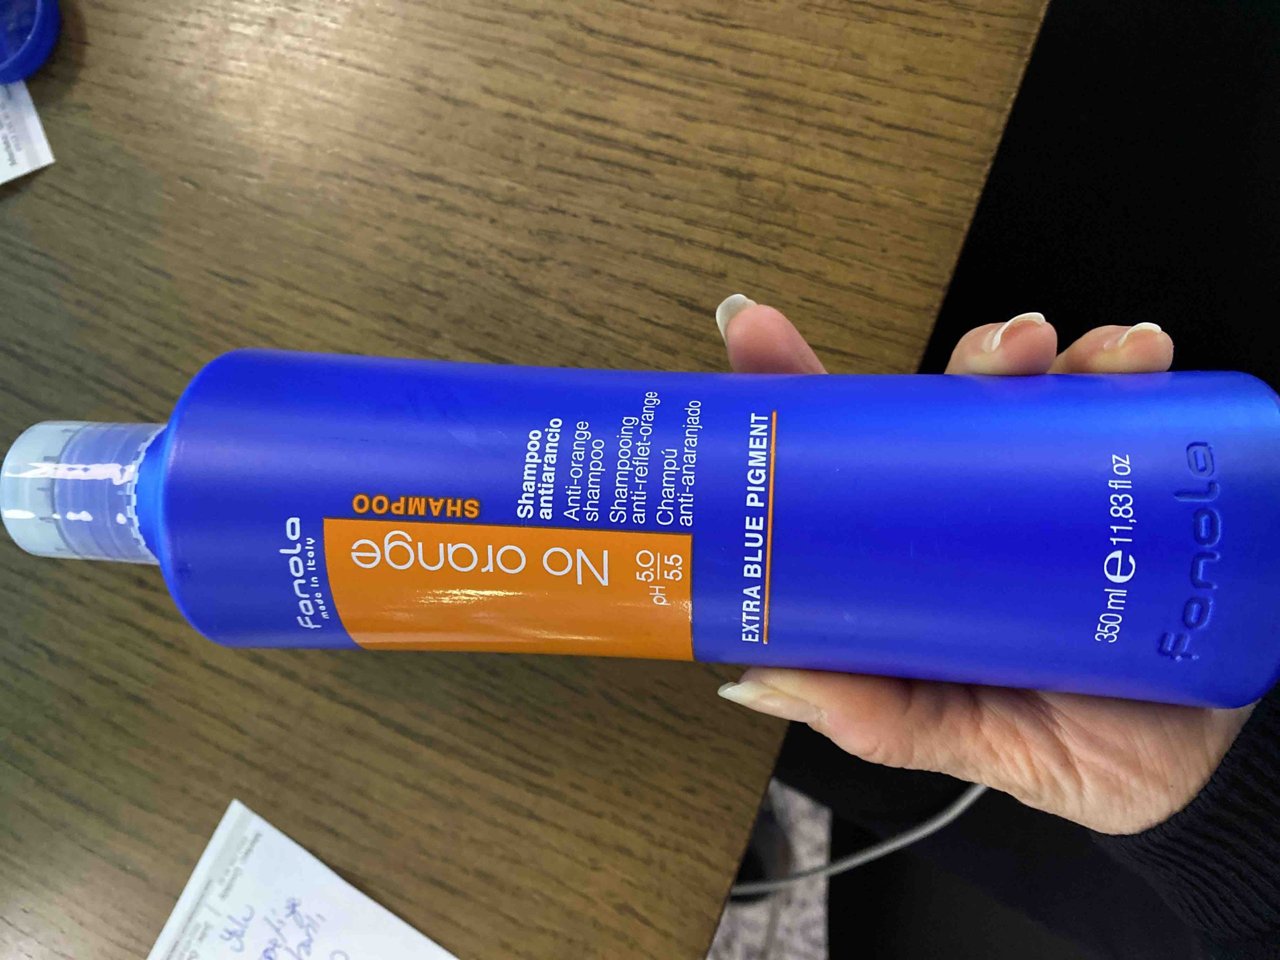 fanola
made in italy
No orange
SHAMPOO
Shampoo
antiarancio
Anti-orange
shampoo
Shampooing
anti-reflet-orange
Champú
anti-anaranjado
pH 5.0
5.5
EXTRA BLUE PIGMENT
350 ml e 11,83 fl oz
fanola